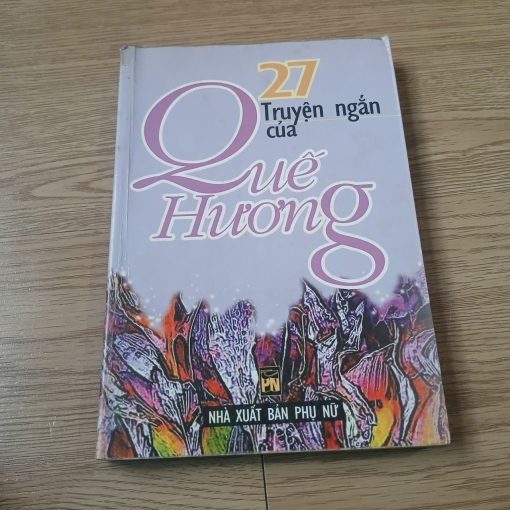 27
Truyện ngắn
của
Quế
Hương
PN
NHÀ XUẤT BẢN PHỤ NỮ